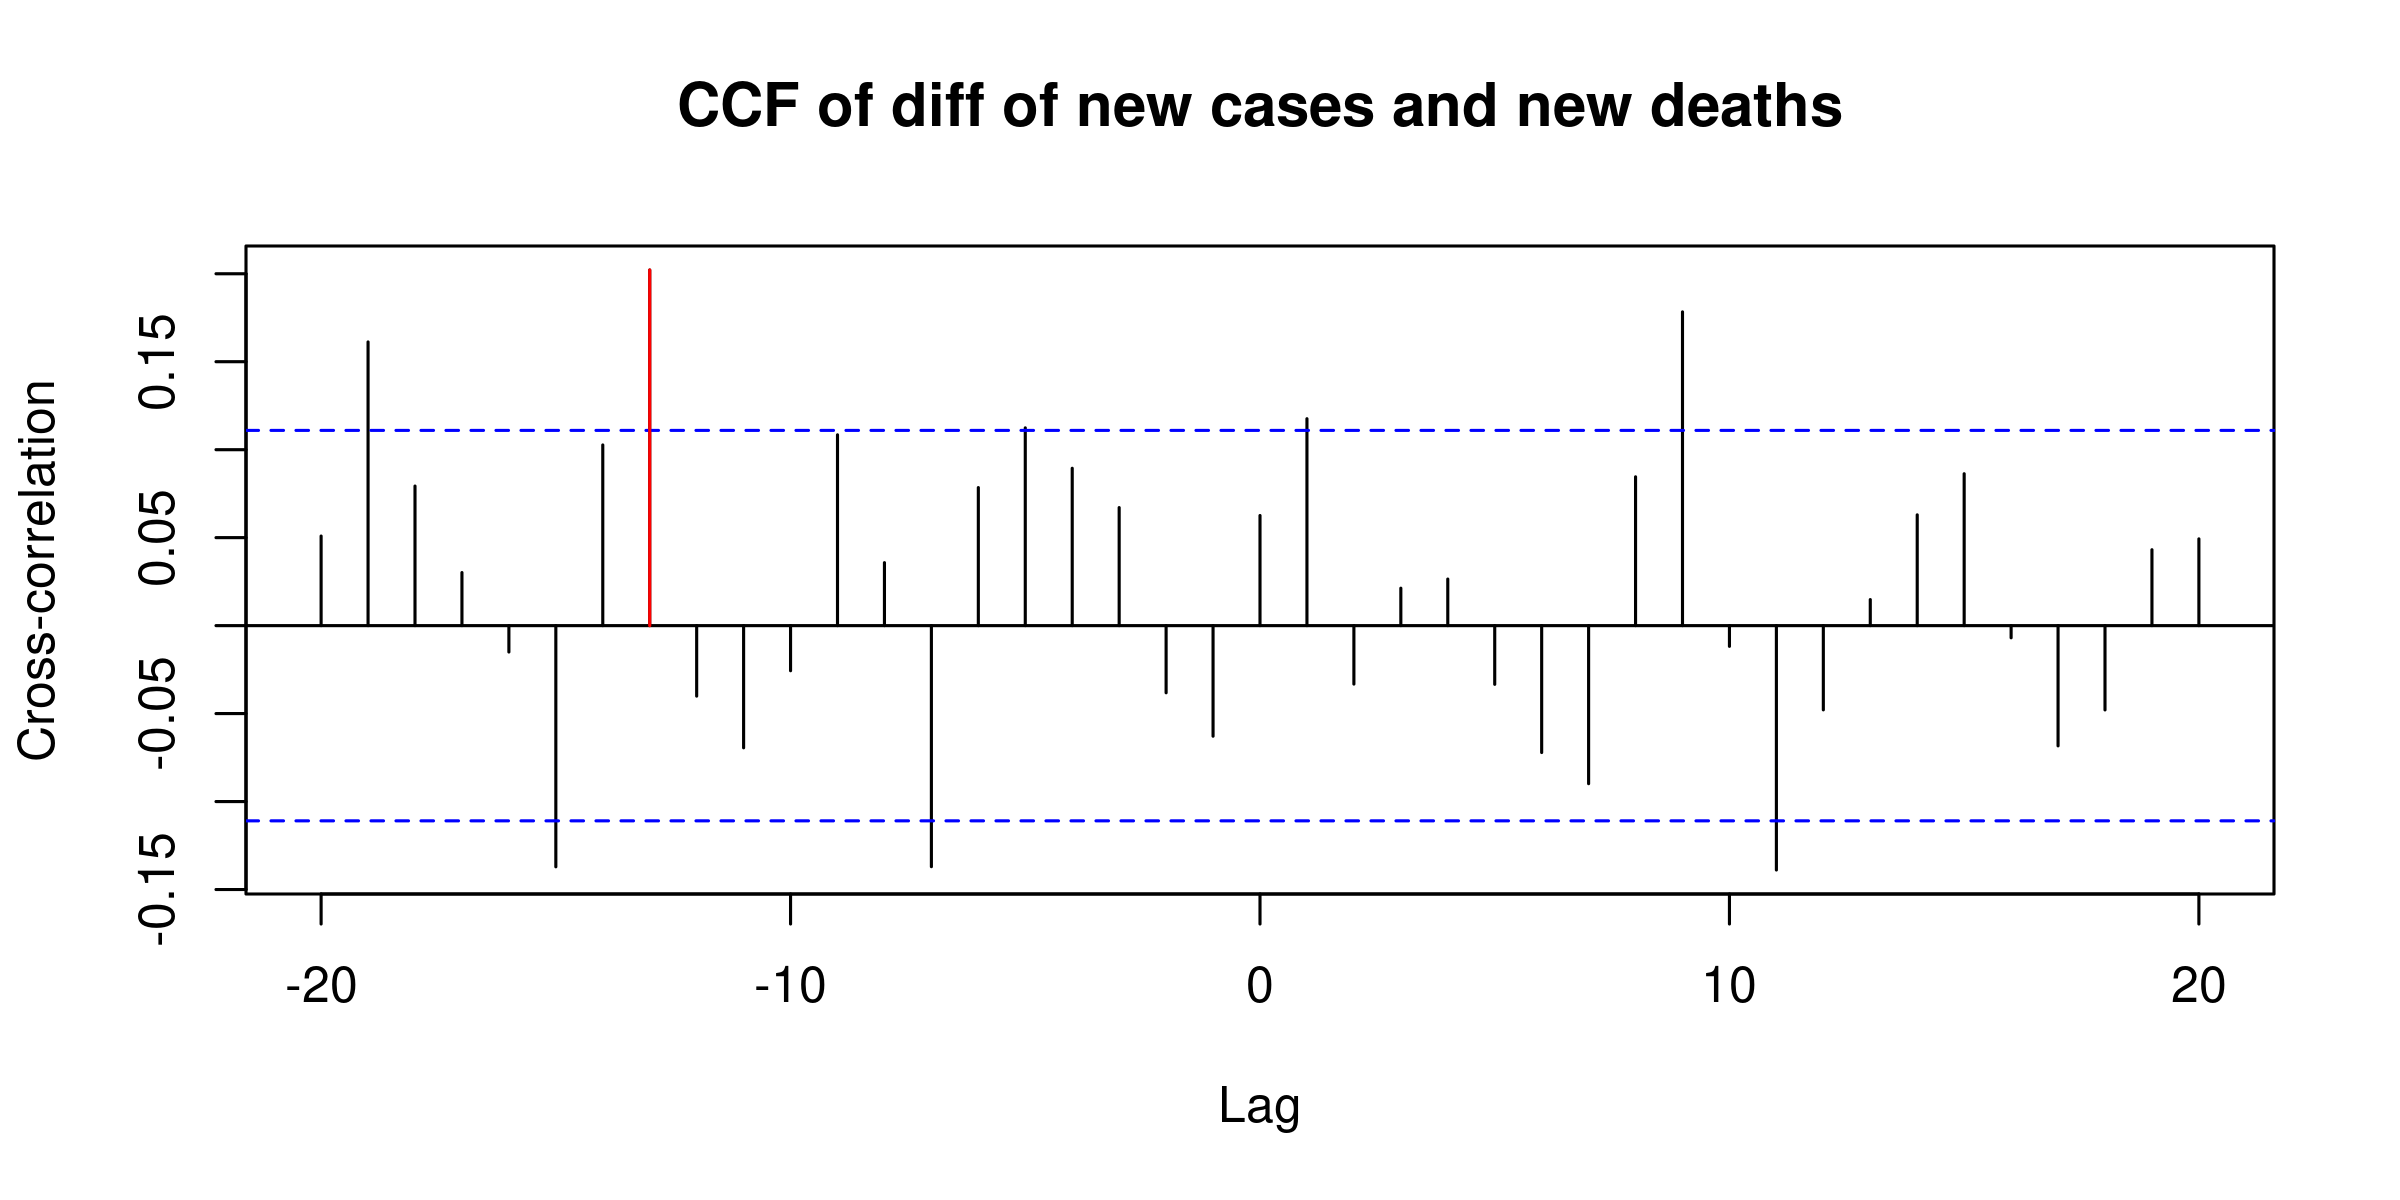 CCF of diff of new cases and new deaths
Cross-correlation
0.15
0.05
-0.05
-0.15
-20 -10 0 10 20
Lag